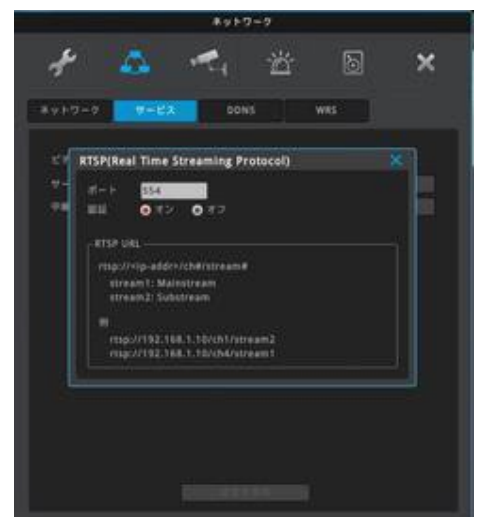 ネットワーク
ネットワーク サービス DDNS WRS
RTSP(Real Time Streaming Protocol)
ポート 554
認証 オン オフ
RTSP URL
rtsp://<ip-addr>/ch#/stream#
stream1: Mainstream
stream2: Substream
例
rtsp://192.168.1.10/ch1/stream2
rtsp://192.168.1.10/ch4/stream1